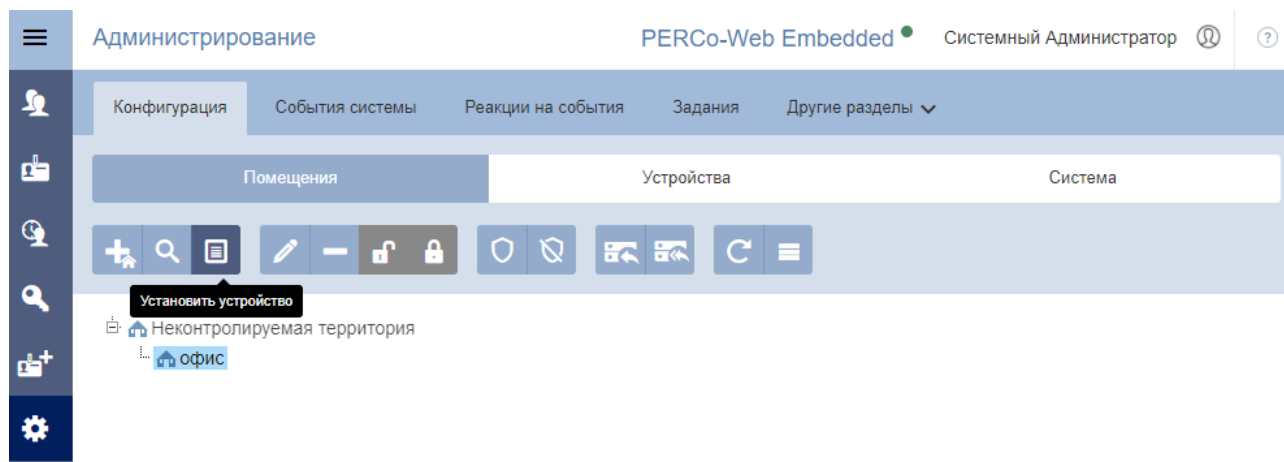 Администрирование
PERCo-Web Embedded
Системный Администратор
?
Конфигурация
События системы
Реакции на события
Задания
Другие разделы
Помещения
Устройства
Система
Установить устройство
Неконтролируемая территория
офис